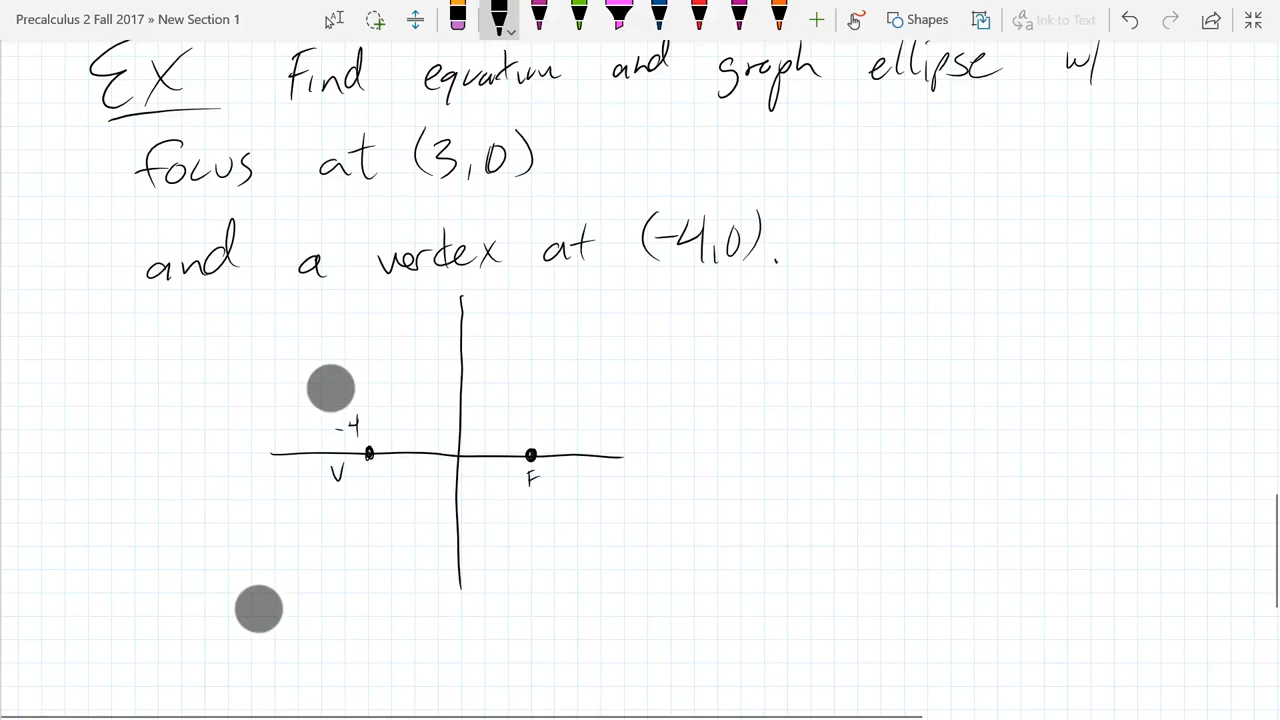 Precalculus 2 Fall 2017 » New Section 1
Shapes
Ink to Text
EX Find equation and graph ellipse w/
focus at (3,0)
and a vertex at (-4,0).
-4
V
F